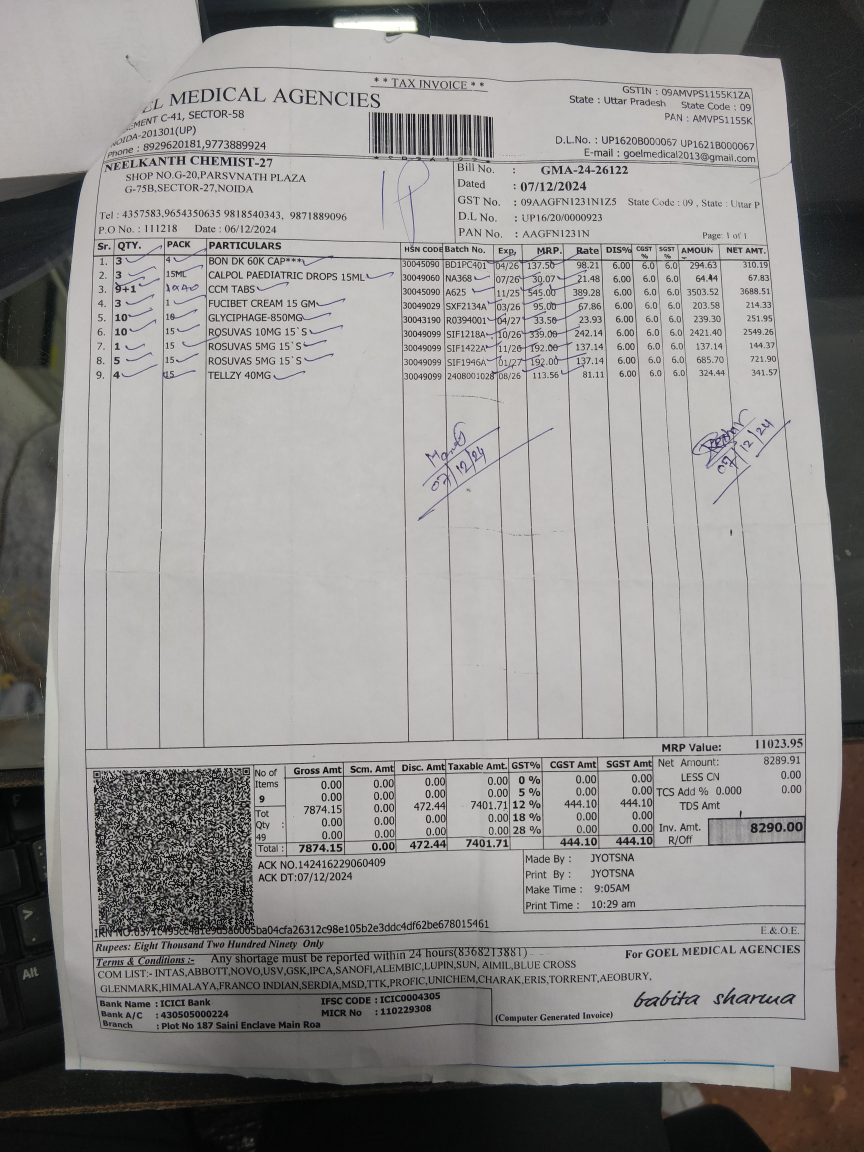 ** TAX INVOICE **
GSTIN : 09AMVPS1155K1ZA
State : Uttar Pradesh State Code : 09
PAN : AMVPS1155K
D.L.No. : UP1620B000067 UP1621B000067
E-mail : goelmedical2013@gmail.com
EL MEDICAL AGENCIES
EMENT C-41, SECTOR-58
NOIDA-201301(UP)
Phone : 8929620181,9773889924
NEELKANTH CHEMIST-27
SHOP NO.G-20,PARSVNATH PLAZA
G-75B,SECTOR-27,NOIDA
Tel : 4357583,9654350635 9818540343, 9871889096
P.O No. : 111218 Date : 06/12/2024
Bill No. : GMA-24-26122
Dated : 07/12/2024
GST No. : 09AAGFN1231N1Z5 State Code : 09 , State : Uttar P
D.L No. : UP16/20/0000923
PAN No. : AAGFN1231N Page: 1 of 1
Sr. QTY. PACK PARTICULARS HSN CODE Batch No. Exp. MRP. Rate DIS% CGST % SGST % AMOUN NET AMT.
1. 3 4 BON DK 60K CAP*** 30045090 BD1PC401 04/26 137.50 98.21 6.00 6.0 6.0 294.63 310.19
2. 3 15ML CALPOL PAEDIATRIC DROPS 15ML 30049060 NA368 07/26 30.07 21.48 6.00 6.0 6.0 64.44 67.83
3. 9+1 CCM TABS 30045090 A625 11/25 545.00 389.28 6.00 6.0 6.0 3503.52 3688.51
4. 3 1 FUCIBET CREAM 15 GM 30049029 SXF2134A 03/26 95.00 67.86 6.00 6.0 6.0 203.58 214.33
5. 10 10 GLYCIPHAGE-850MG 30043190 R0394001 04/27 33.50 23.93 6.00 6.0 6.0 239.30 251.95
6. 10 15 ROSUVAS 10MG 15`S 30049099 SIF1218A 10/26 339.00 242.14 6.00 6.0 6.0 2421.40 2549.26
7. 1 15 ROSUVAS 5MG 15`S 30049099 SIF1422A 11/26 192.00 137.14 6.00 6.0 6.0 137.14 144.37
8. 5 15 ROSUVAS 5MG 15`S 30049099 SIF1946A 01/27 192.00 137.14 6.00 6.0 6.0 685.70 721.90
9. 4 15 TELLZY 40MG 30049099 2408001028 08/26 113.56 81.11 6.00 6.0 6.0 324.44 341.57
07/12/24
07/12/24
MRP Value: 11023.95
No of Items 9
Tot Qty : 49
Gross Amt Scm. Amt Disc. Amt Taxable Amt. GST% CGST Amt SGST Amt
0.00 0.00 0.00 0.00 0 % 0.00 0.00
0.00 0.00 0.00 0.00 5 % 0.00 0.00
7874.15 0.00 472.44 7401.71 12 % 444.10 444.10
0.00 0.00 0.00 0.00 18 % 0.00 0.00
0.00 0.00 0.00 0.00 28 % 0.00 0.00
Total : 7874.15 0.00 472.44 7401.71 444.10 444.10
Net Amount: 8289.91
LESS CN 0.00
TCS Add % 0.000 0.00
TDS Amt
Inv. Amt. 8290.00
R/Off
ACK NO.142416229060409
ACK DT:07/12/2024
Made By : JYOTSNA
Print By : JYOTSNA
Make Time : 9:05AM
Print Time : 10:29 am
E.& O.E.
Rupees: Eight Thousand Two Hundred Ninety Only
Terms & Conditions :- Any shortage must be reported within 24 hours(8368213881)
For GOEL MEDICAL AGENCIES
COM LIST:- INTAS,ABBOTT,NOVO,USV,GSK,IPCA,SANOFI,ALEMBIC,LUPIN,SUN, AIMIL,BLUE CROSS
GLENMARK,HIMALAYA,FRANCO INDIAN,SERDIA,MSD,TTK,PROFIC,UNICHEM,CHARAK,ERIS,TORRENT,AEOBURY,
Bank Name : ICICI Bank IFSC CODE : ICIC0004305
Bank A/C : 430505000224 MICR No : 110229308
Branch : Plot No 187 Saini Enclave Main Roa
(Computer Generated Invoice)
babita sharma
Alt